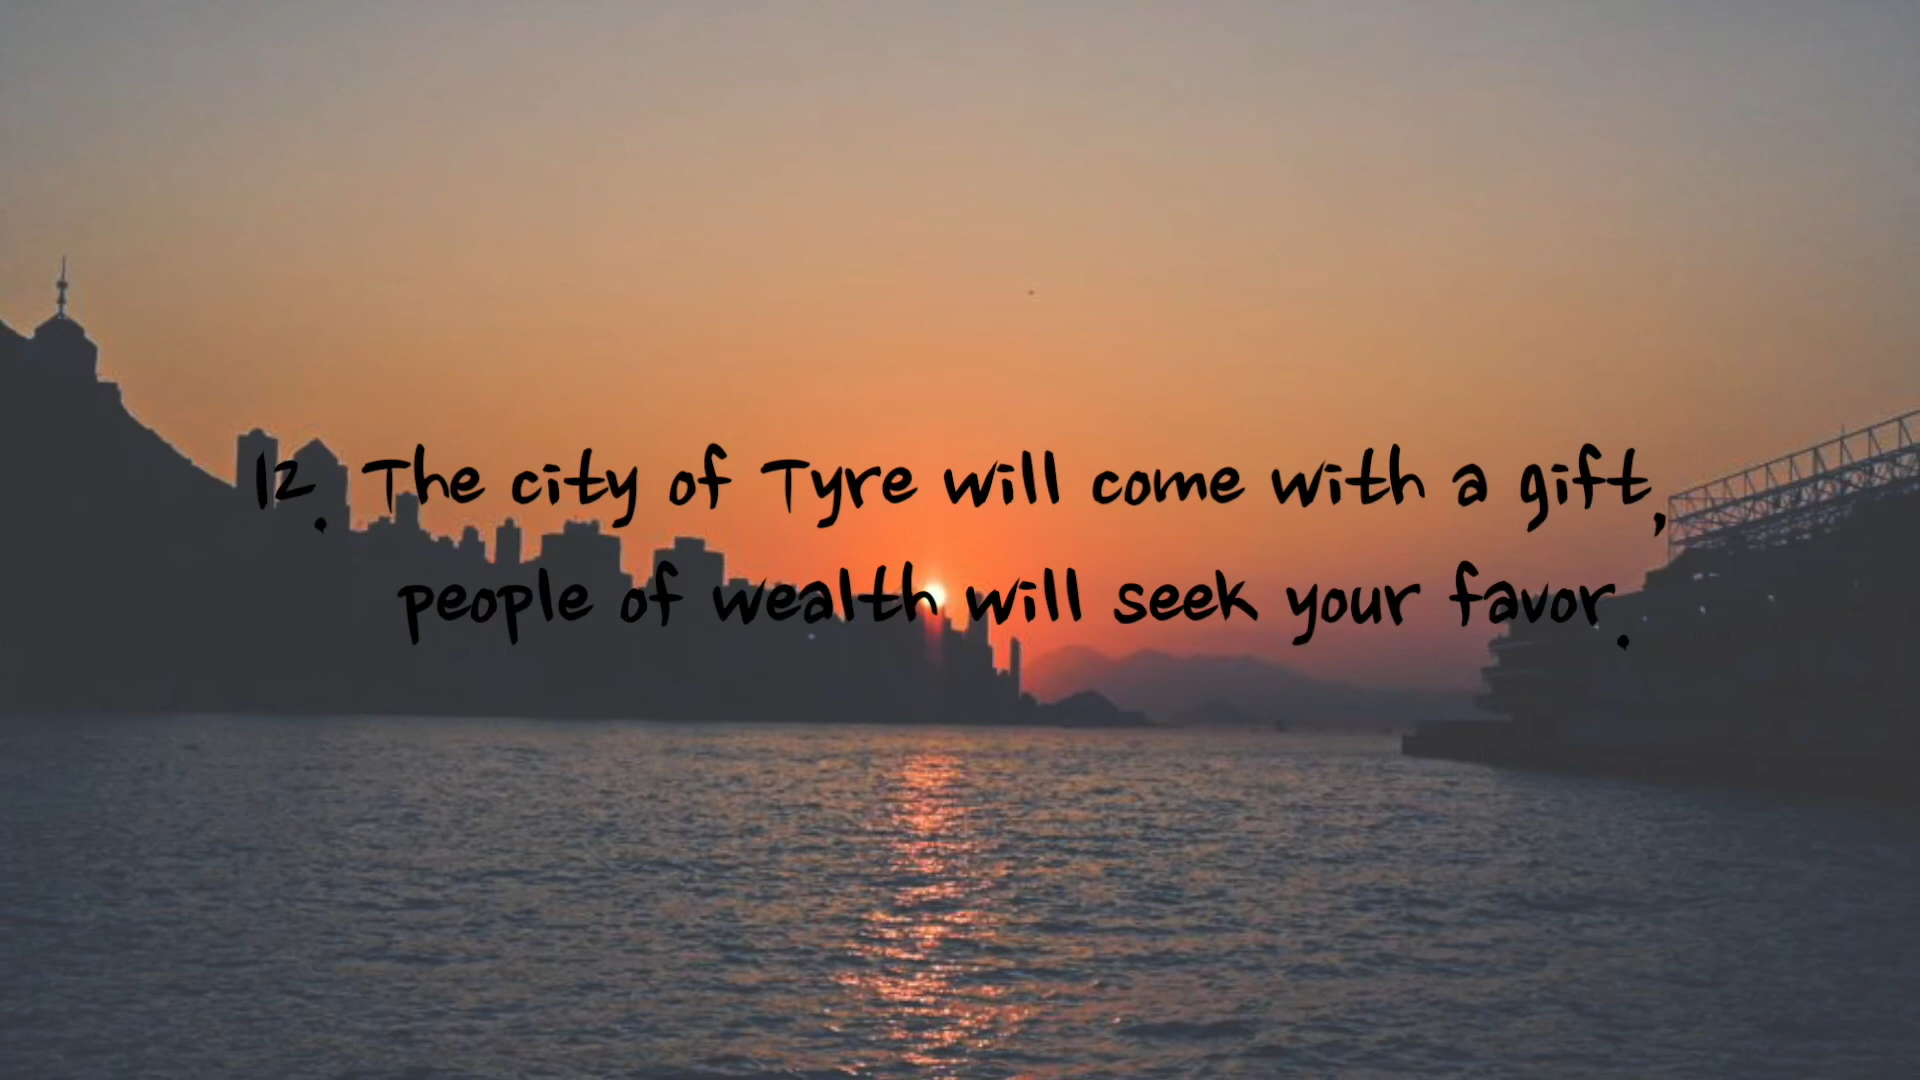 12. The city of Tyre will come with a gift,
people of wealth will seek your favor.